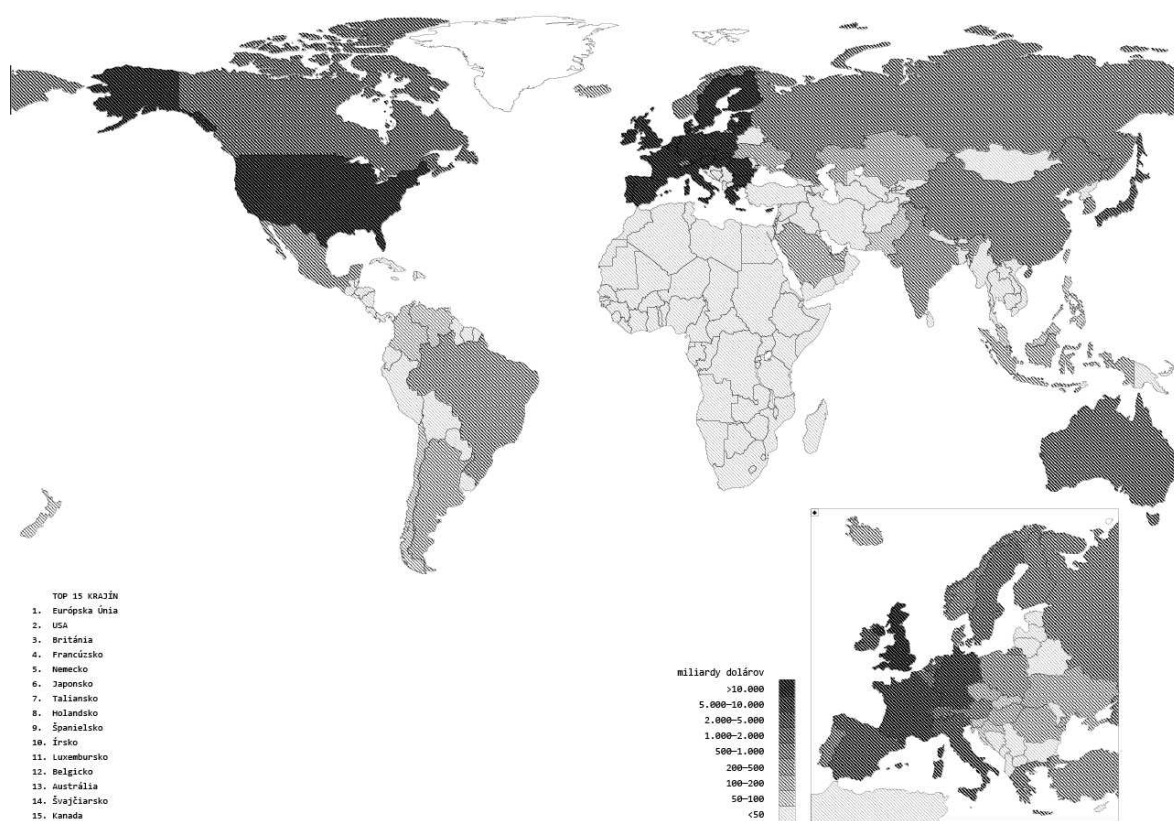 TOP 15 KRAJÍN
1. Európska Únia
2. USA
3. Británia
4. Francúzsko
5. Nemecko
6. Japonsko
7. Taliansko
8. Holandsko
9. Španielsko
10. Írsko
11. Luxembursko
12. Belgicko
13. Austrália
14. Švajčiarsko
15. Kanada
miliardy dolárov
>10.000
5.000–10.000
2.000–5.000
1.000–2.000
500–1.000
200–500
100–200
50–100
<50